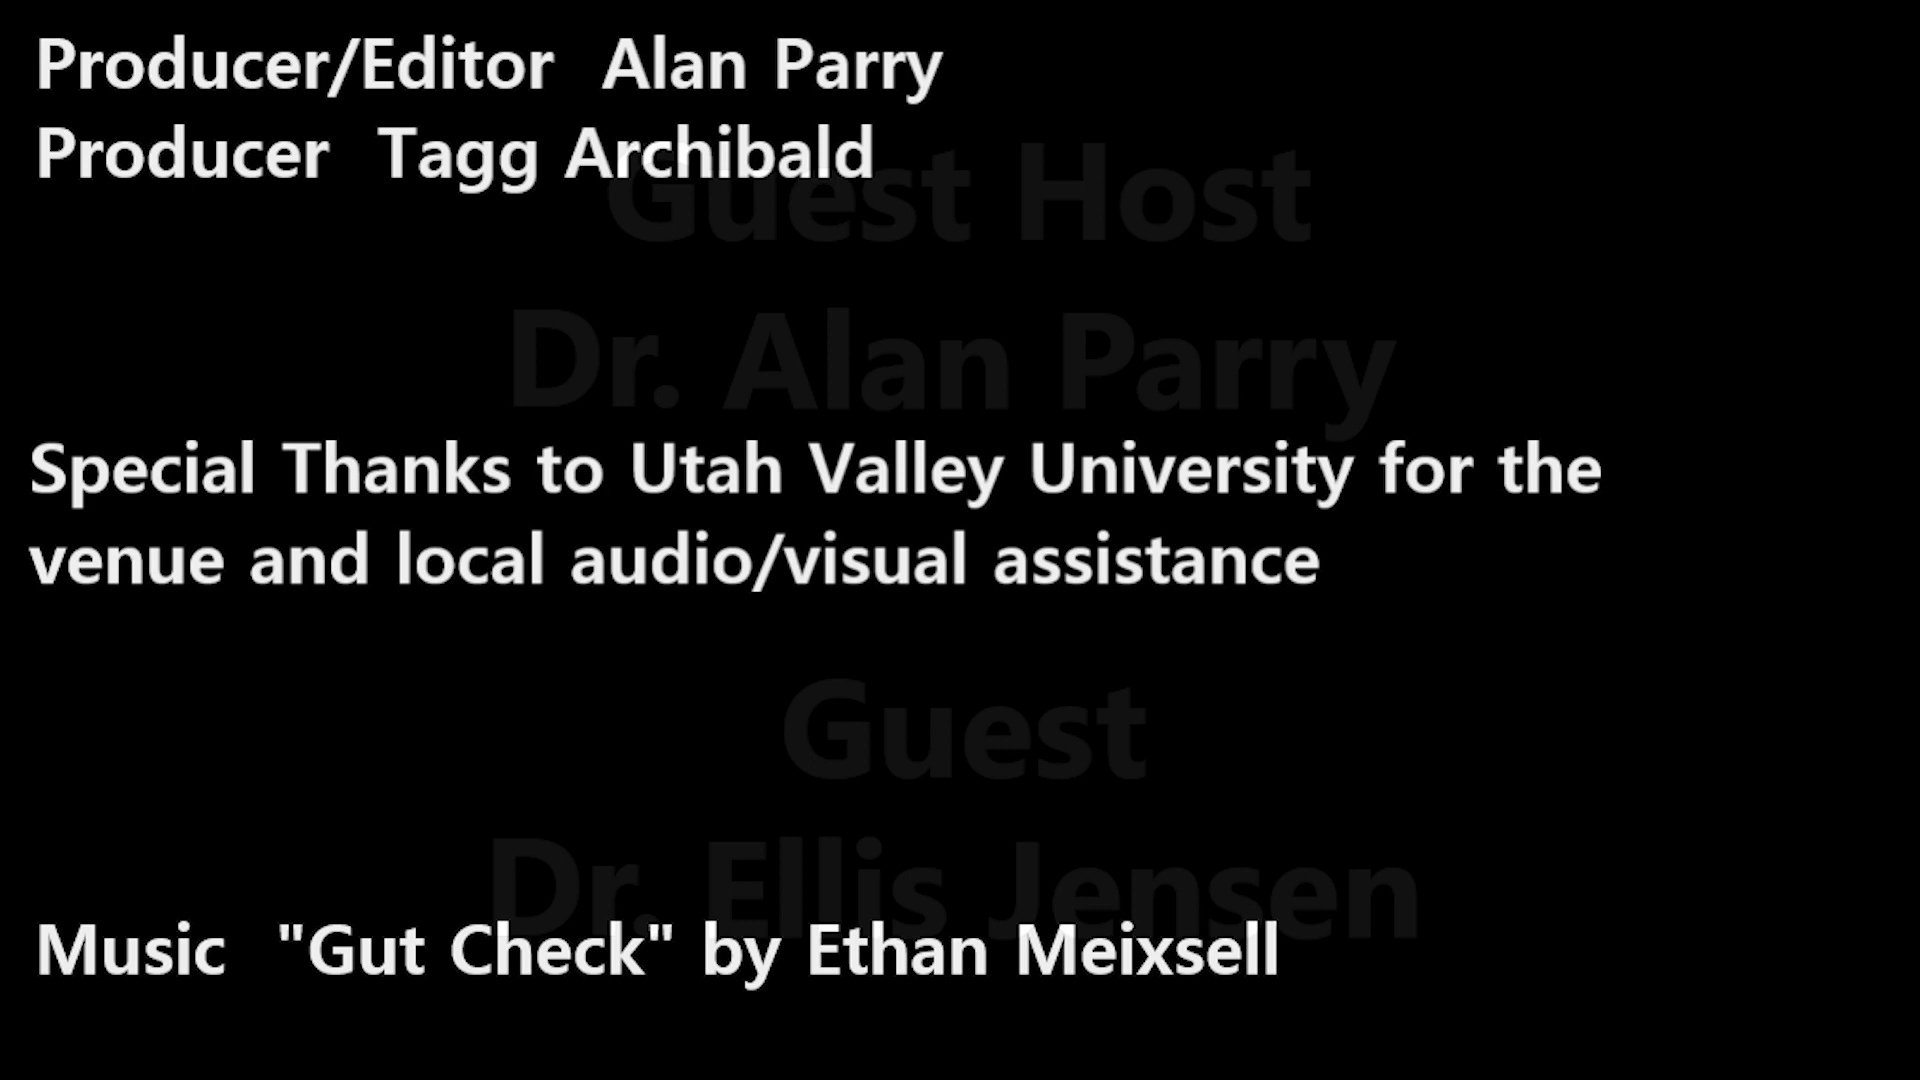 Producer/Editor  Alan Parry
Producer  Tagg Archibald
Guest Host
Dr. Alan Parry
Special Thanks to Utah Valley University for the
venue and local audio/visual assistance
Guest
Dr. Ellis Jensen
Music  "Gut Check" by Ethan Meixsell